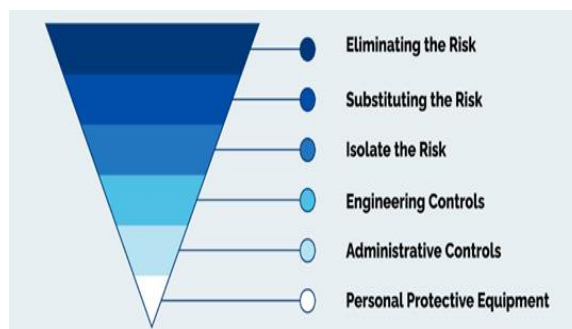 Eliminating the Risk
Substituting the Risk
Isolate the Risk
Engineering Controls
Administrative Controls
Personal Protective Equipment